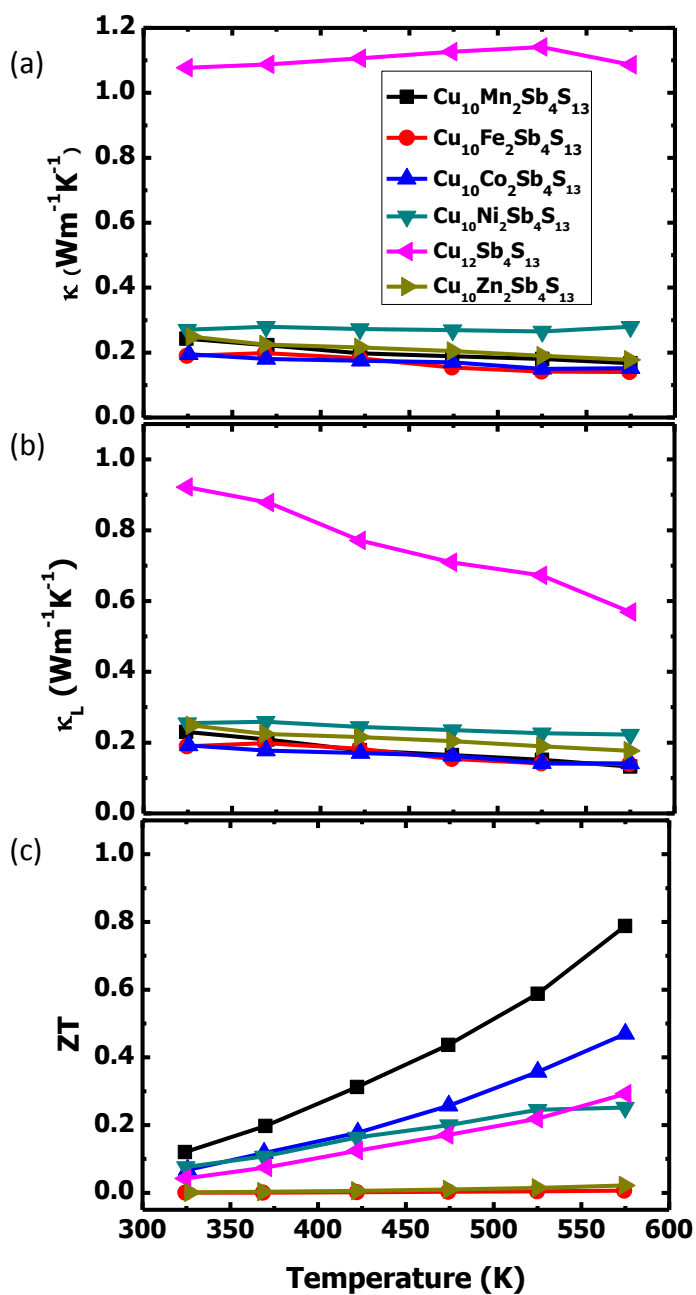 (a)
1.2
1.0
0.8
0.6
0.4
0.2
0.0
κ (Wm⁻¹K⁻¹)
Cu₁₀Mn₂Sb₄S₁₃
Cu₁₀Fe₂Sb₄S₁₃
Cu₁₀Co₂Sb₄S₁₃
Cu₁₀Ni₂Sb₄S₁₃
Cu₁₂Sb₄S₁₃
Cu₁₀Zn₂Sb₄S₁₃
(b)
1.0
0.8
0.6
0.4
0.2
0.0
κ_L (Wm⁻¹K⁻¹)
(c)
1.0
0.8
0.6
0.4
0.2
0.0
ZT
300 350 400 450 500 550 600
Temperature (K)